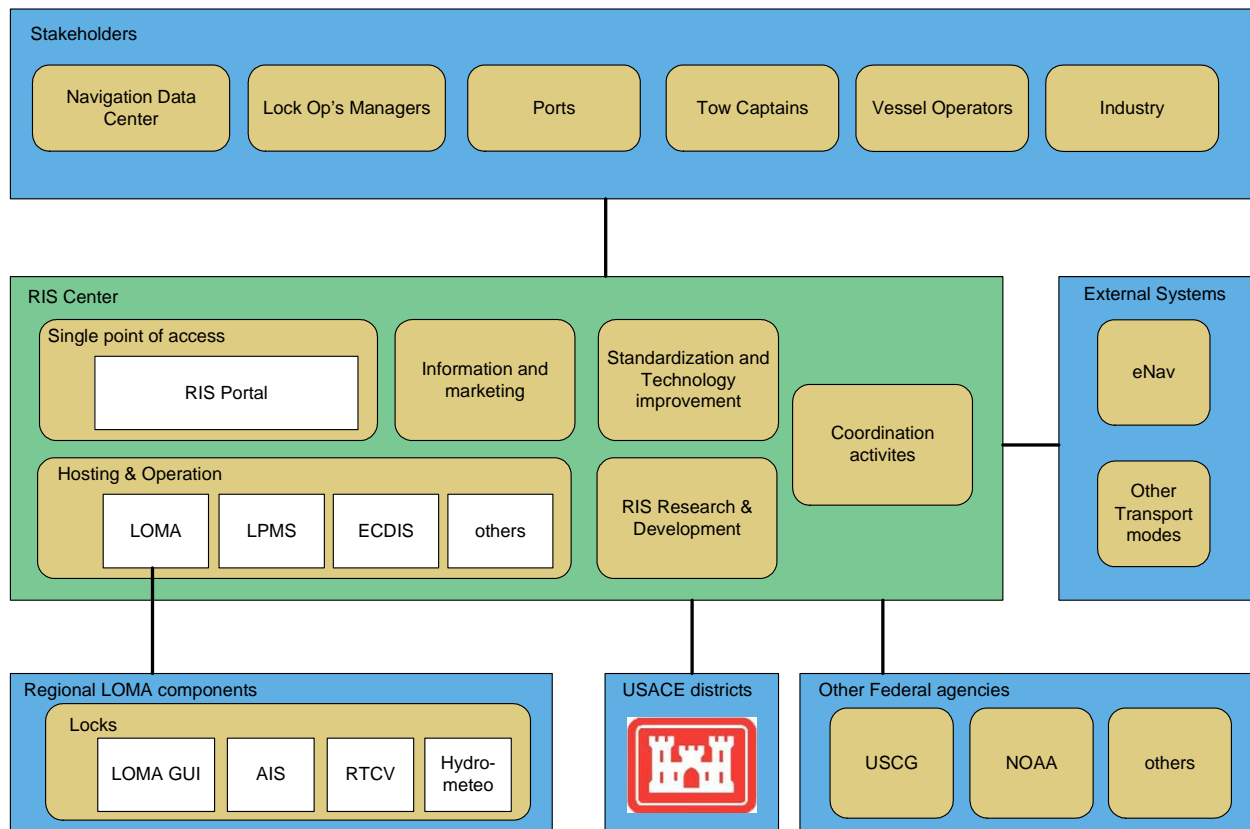 Stakeholders
Navigation Data
Center
Lock Op's Managers
Ports
Tow Captains
Vessel Operators
Industry
RIS Center
Single point of access
RIS Portal
Information and
marketing
Standardization and
Technology
improvement
Coordination
activites
Hosting & Operation
LOMA
LPMS
ECDIS
others
RIS Research &
Development
External Systems
eNav
Other
Transport
modes
Regional LOMA components
Locks
LOMA GUI
AIS
RTCV
Hydro-
meteo
USACE districts
Other Federal agencies
USCG
NOAA
others